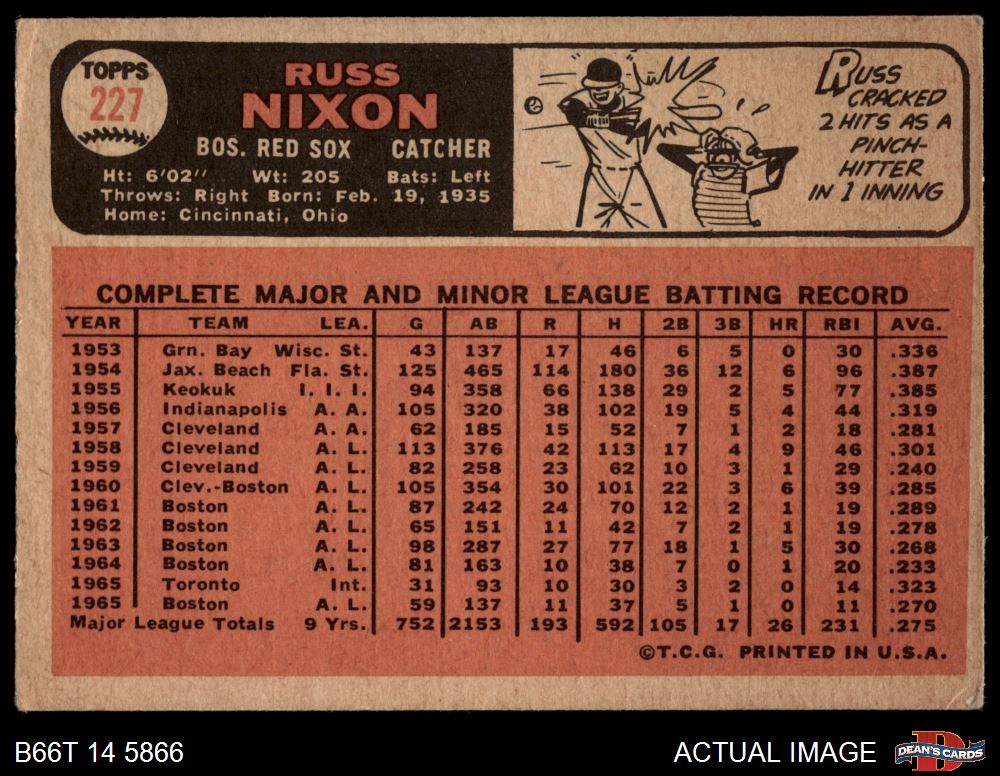 TOPPS
227
RUSS
NIXON
BOS. RED SOX CATCHER
Ht: 6'02" Wt: 205 Bats: Left
Throws: Right Born: Feb. 19, 1935
Home: Cincinnati, Ohio
RUSS
CRACKED
2 HITS AS A
PINCH-
HITTER
IN 1 INNING
COMPLETE MAJOR AND MINOR LEAGUE BATTING RECORD
YEAR TEAM LEA. G AB R H 2B 3B HR RBI AVG.
1953 Grn. Bay Wisc. St. 43 137 17 46 6 5 0 30 .336
1954 Jax. Beach Fla. St. 125 465 114 180 36 12 6 96 .387
1955 Keokuk I. I. I. 94 358 66 138 29 2 5 77 .385
1956 Indianapolis A. A. 105 320 38 102 19 5 4 44 .319
1957 Cleveland A. A. 62 185 15 52 7 1 2 18 .281
1958 Cleveland A. L. 113 376 42 113 17 4 9 46 .301
1959 Cleveland A. L. 82 258 23 62 10 3 1 29 .240
1960 Clev.-Boston A. L. 105 354 30 101 22 3 6 39 .285
1961 Boston A. L. 87 242 24 70 12 2 1 19 .289
1962 Boston A. L. 65 151 11 42 7 2 1 19 .278
1963 Boston A. L. 98 287 27 77 18 1 5 30 .268
1964 Boston A. L. 81 163 10 38 7 0 1 20 .233
1965 Toronto Int. 31 93 10 30 3 2 0 14 .323
1965 Boston A. L. 59 137 11 37 5 1 0 11 .270
Major League Totals 9 Yrs. 752 2153 193 592 105 17 26 231 .275
©T.C.G. PRINTED IN U.S.A.
B66T 14 5866
ACTUAL IMAGE
DEAN'S CARDS